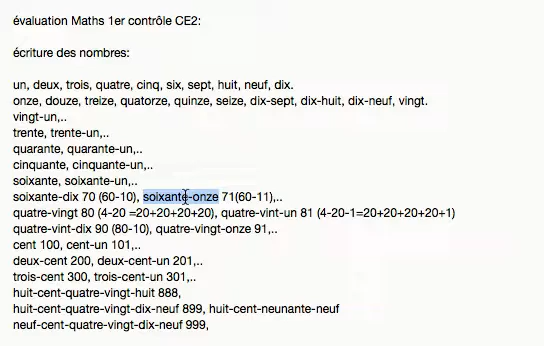 évaluation Maths 1er contrôle CE2:
écriture des nombres:
un, deux, trois, quatre, cinq, six, sept, huit, neuf, dix.
onze, douze, treize, quatorze, quinze, seize, dix-sept, dix-huit, dix-neuf, vingt.
vingt-un,..
trente, trente-un,..
quarante, quarante-un,..
cinquante, cinquante-un,..
soixante, soixante-un,..
soixante-dix 70 (60-10), soixante-onze 71(60-11),..
quatre-vingt 80 (4-20 =20+20+20+20), quatre-vint-un 81 (4-20-1=20+20+20+20+1)
quatre-vint-dix 90 (80-10), quatre-vingt-onze 91,..
cent 100, cent-un 101,..
deux-cent 200, deux-cent-un 201,..
trois-cent 300, trois-cent-un 301,..
huit-cent-quatre-vingt-huit 888,
huit-cent-quatre-vingt-dix-neuf 899, huit-cent-neunante-neuf
neuf-cent-quatre-vingt-dix-neuf 999,